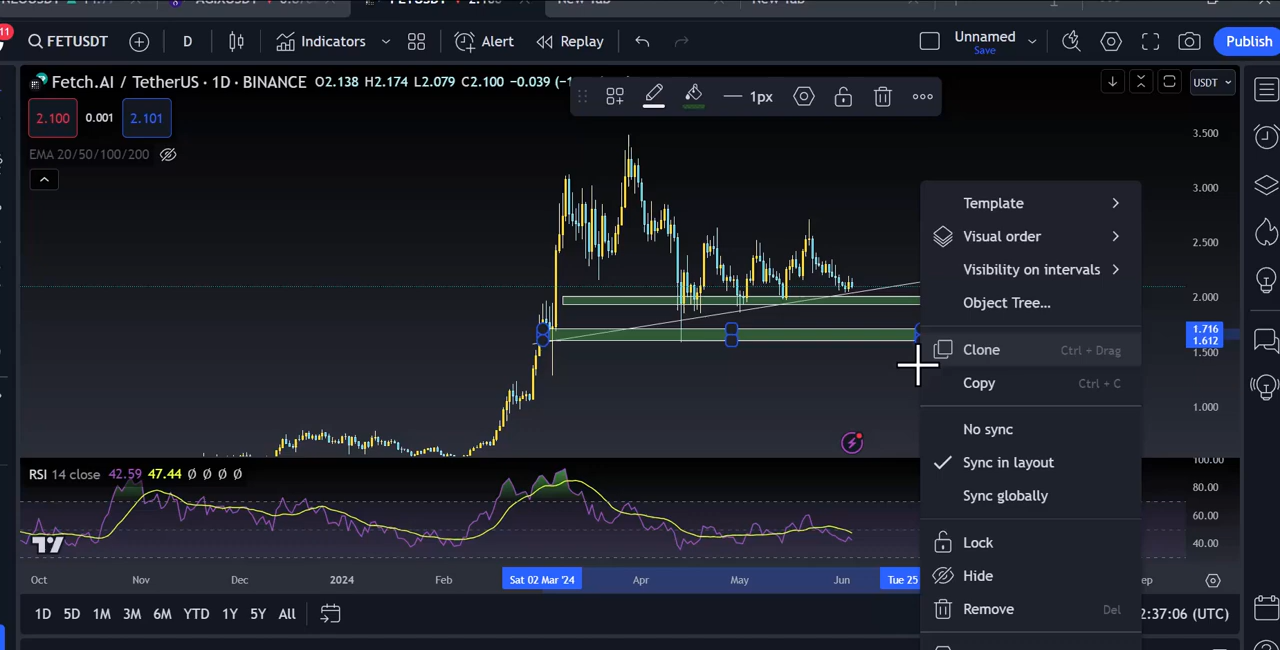 11
FETUSDT
D
Indicators
Alert
Replay
Unnamed
Save
Publish
Fetch.AI / TetherUS · 1D · BINANCE O2.138 H2.174 L2.079 C2.100 −0.039
1px
USDT
2.100
0.001
2.101
EMA 20/50/100/200
3.500
3.000
2.500
2.000
1.716
1.612
1.500
1.000
Template
Visual order
Visibility on intervals
Object Tree...
Clone Ctrl + Drag
Copy Ctrl + C
No sync
Sync in layout
Sync globally
Lock
Hide
Remove Del
RSI 14 close 42.59 47.44 Ø Ø Ø Ø
100.00
80.00
60.00
40.00
Oct Nov Dec 2024 Feb Sat 02 Mar '24 Apr May Jun Tue 25
1D 5D 1M 3M 6M YTD 1Y 5Y All
2:37:06 (UTC)